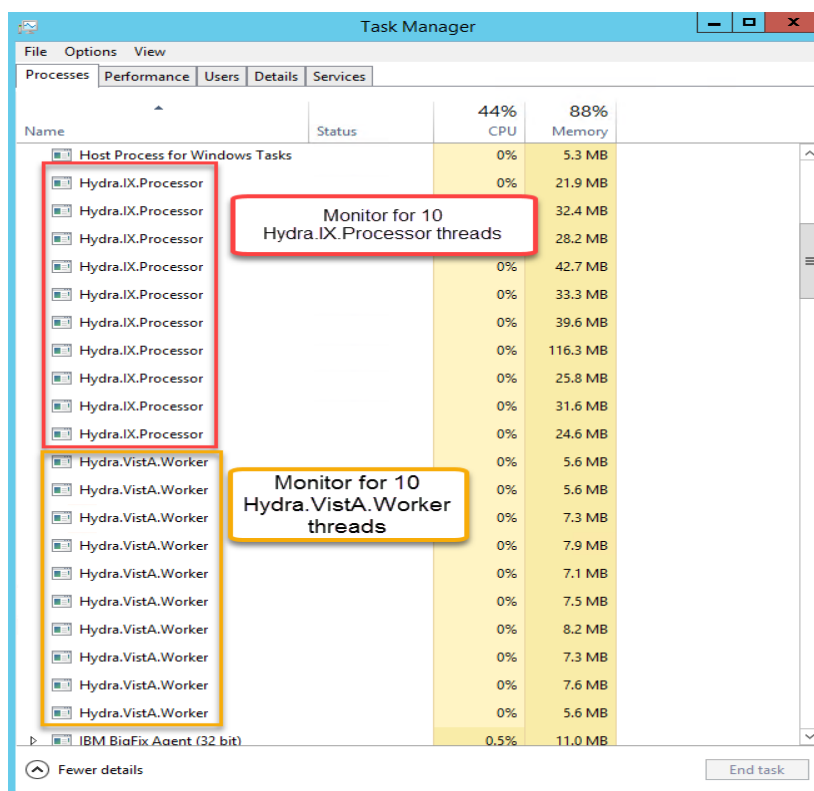 Task Manager
File Options View
Processes Performance Users Details Services
44% 88%
Name Status CPU Memory
Host Process for Windows Tasks 0% 5.3 MB
Hydra.IX.Processor 0% 21.9 MB
Hydra.IX.Processor 32.4 MB
Hydra.IX.Processor 28.2 MB
Hydra.IX.Processor 0% 42.7 MB
Hydra.IX.Processor 0% 33.3 MB
Hydra.IX.Processor 0% 39.6 MB
Hydra.IX.Processor 0% 116.3 MB
Hydra.IX.Processor 0% 25.8 MB
Hydra.IX.Processor 0% 31.6 MB
Hydra.IX.Processor 0% 24.6 MB
Monitor for 10
Hydra.IX.Processor threads
Hydra.VistA.Worker 0% 5.6 MB
Hydra.VistA.Worker 0% 5.6 MB
Hydra.VistA.Worker 0% 7.3 MB
Hydra.VistA.Worker 0% 7.9 MB
Hydra.VistA.Worker 0% 7.1 MB
Hydra.VistA.Worker 0% 7.5 MB
Hydra.VistA.Worker 0% 8.2 MB
Hydra.VistA.Worker 0% 7.3 MB
Hydra.VistA.Worker 0% 7.6 MB
Hydra.VistA.Worker 0% 5.6 MB
Monitor for 10
Hydra.VistA.Worker
threads
IBM BigFix Agent (32 bit) 0.5% 11.0 MB
Fewer details End task